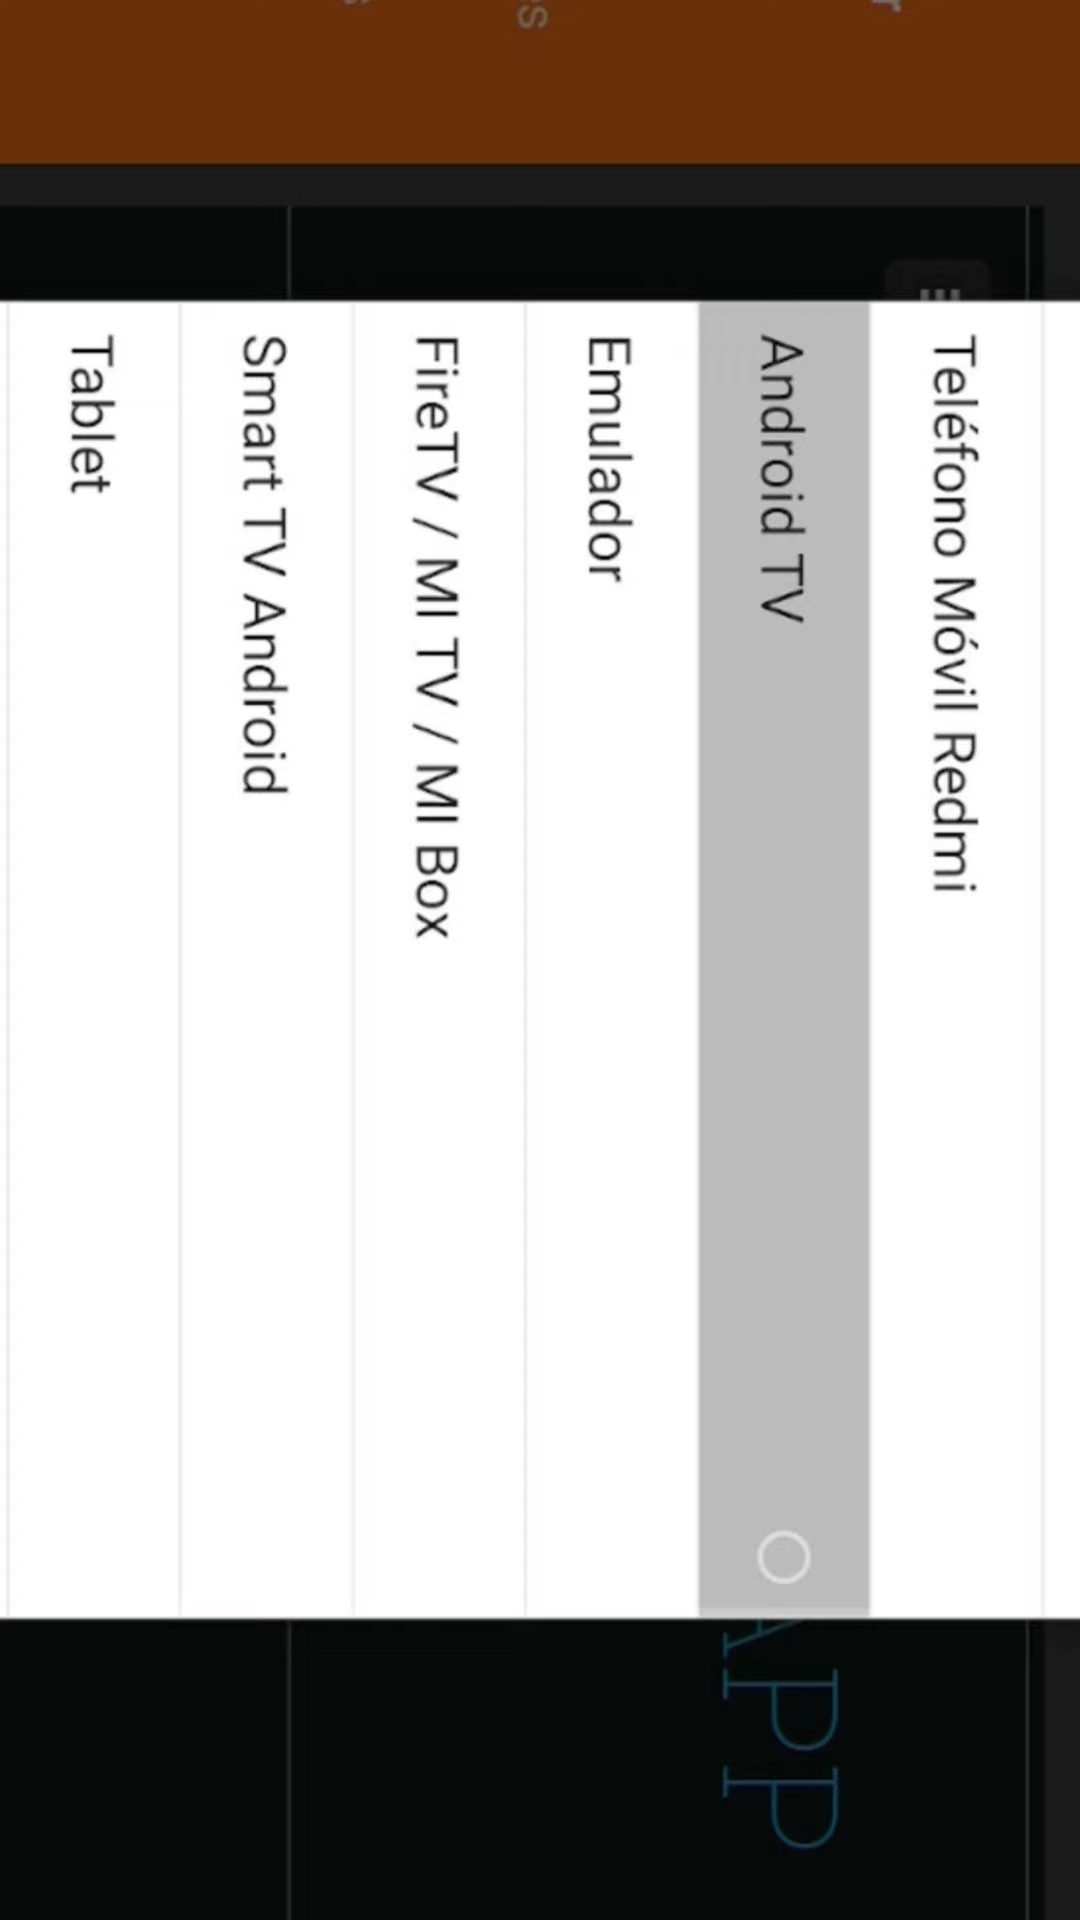 Teléfono Móvil Redmi
Android TV
Emulador
FireTV / MI TV / MI Box
Smart TV Android
Tablet
APP